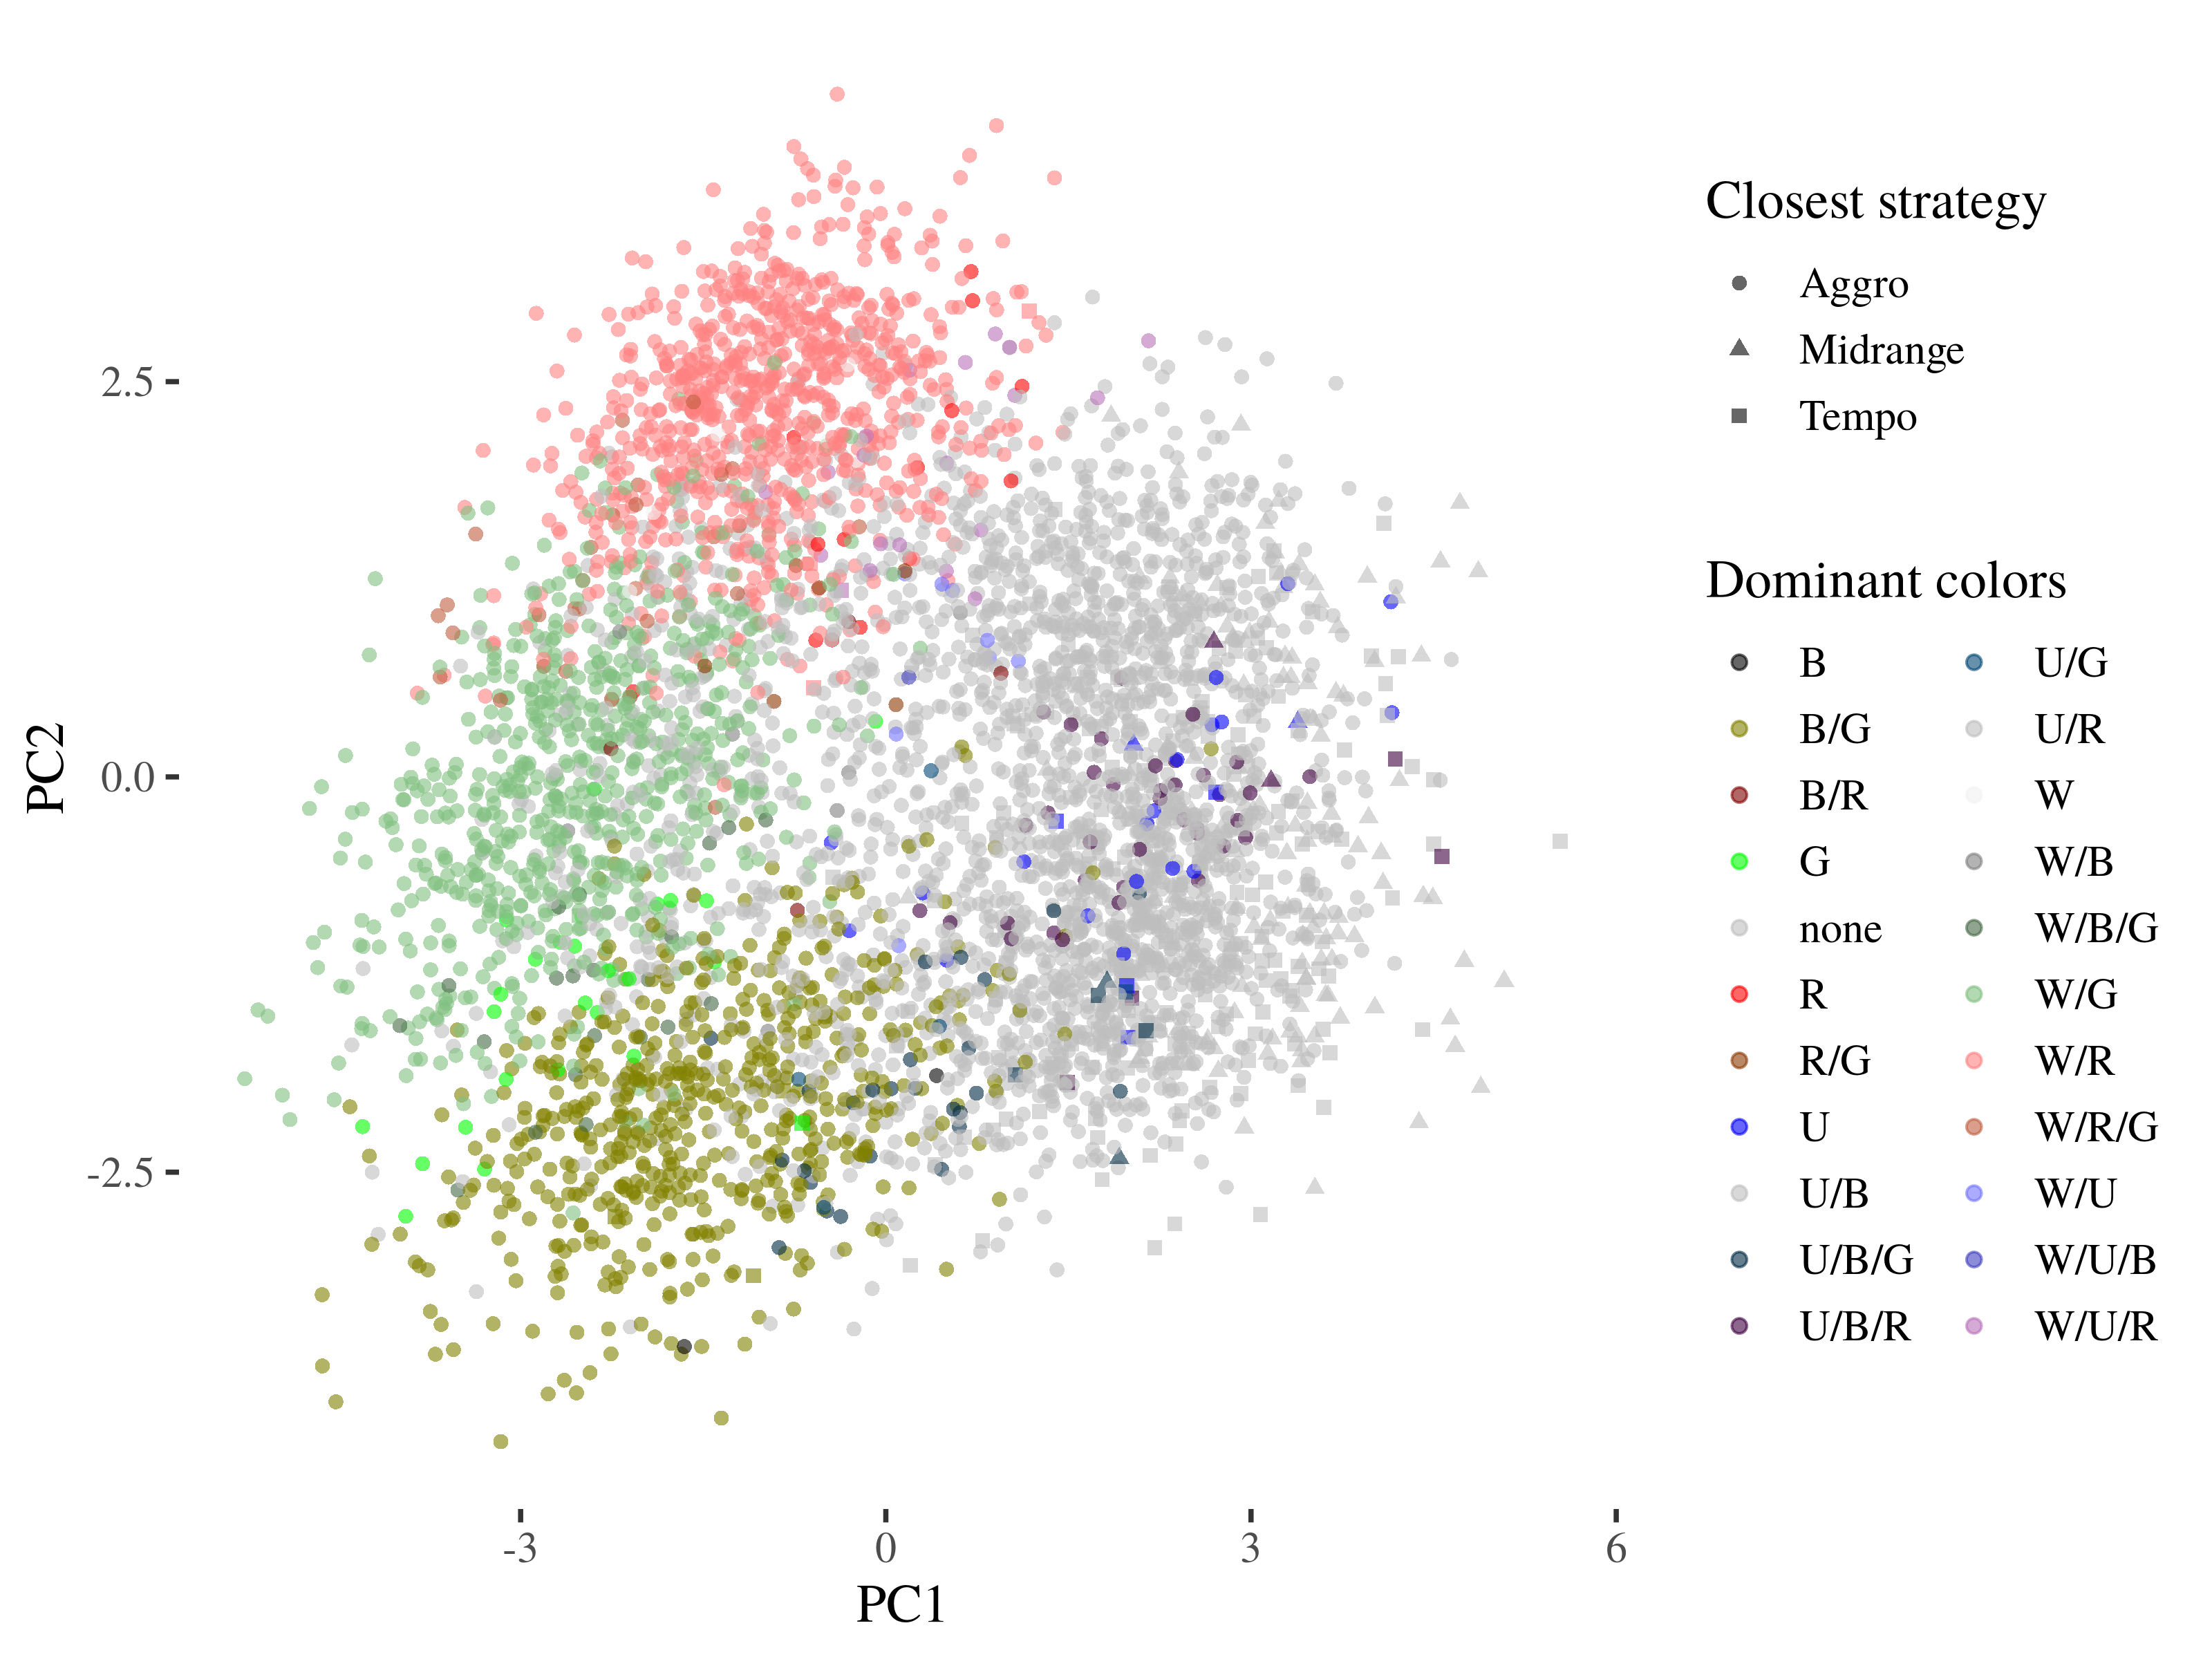 Closest strategy
Aggro
Midrange
Tempo
Dominant colors
B
B/G
B/R
G
none
R
R/G
U
U/B
U/B/G
U/B/R
U/G
U/R
W
W/B
W/B/G
W/G
W/R
W/R/G
W/U
W/U/B
W/U/R
PC2
2.5
0.0
-2.5
-3 0 3 6
PC1